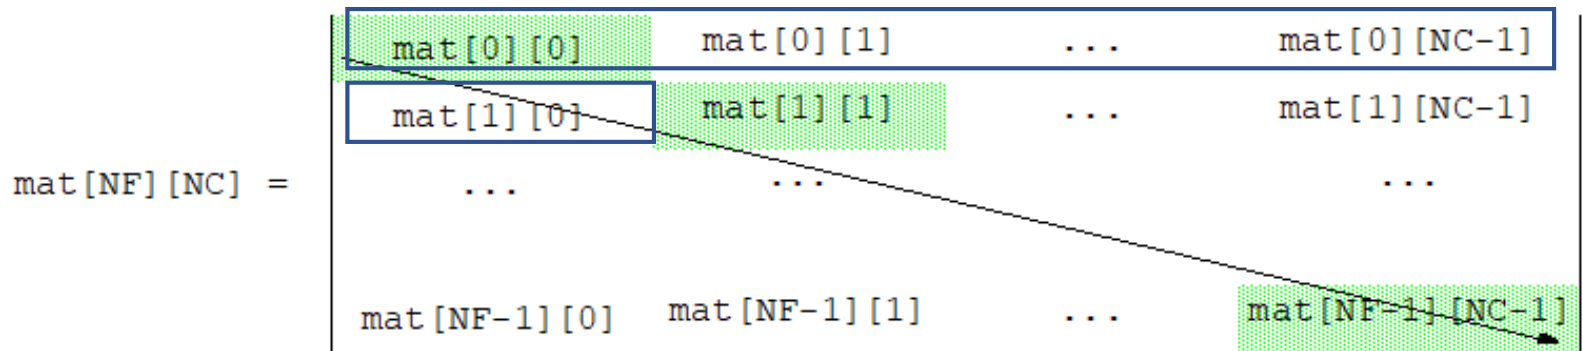 mat[0][0] mat[0][1] ... mat[0][NC-1]
mat[1][0] mat[1][1] ... mat[1][NC-1]
mat[NF][NC] = ... ... ...
mat[NF-1][0] mat[NF-1][1] ... mat[NF-1][NC-1]